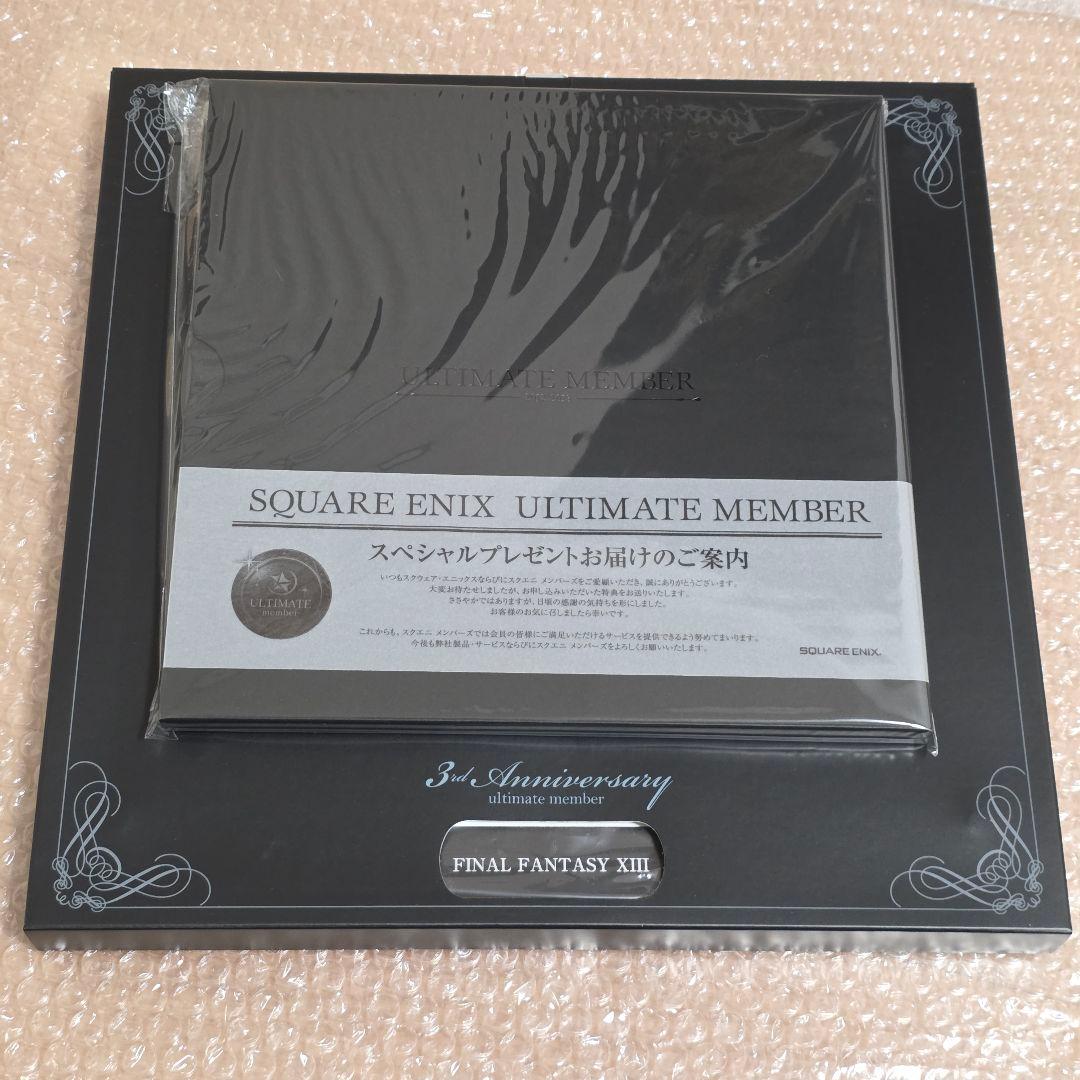 ULTIMATE MEMBER
SQUARE ENIX ULTIMATE MEMBER
スペシャルプレゼントお届けのご案内
いつもスクウェア・エニックスならびにスクエニ メンバーズをご愛顧いただき、誠にありがとうございます。
大変お待たせしましたが、お申し込みいただいた特典をお送りいたします。
ささやかではありますが、日頃の感謝の気持ちを形にしました。
お客様のお気に召しましたら幸いです。
これからも、スクエニ メンバーズでは会員の皆様にご満足いただけるサービスを提供できるよう努めてまいります。
今後も弊社製品・サービスならびにスクエニ メンバーズをよろしくお願いいたします。
ULTIMATE
member
SQUARE ENIX.
3rd Anniversary
ultimate member
FINAL FANTASY XIII